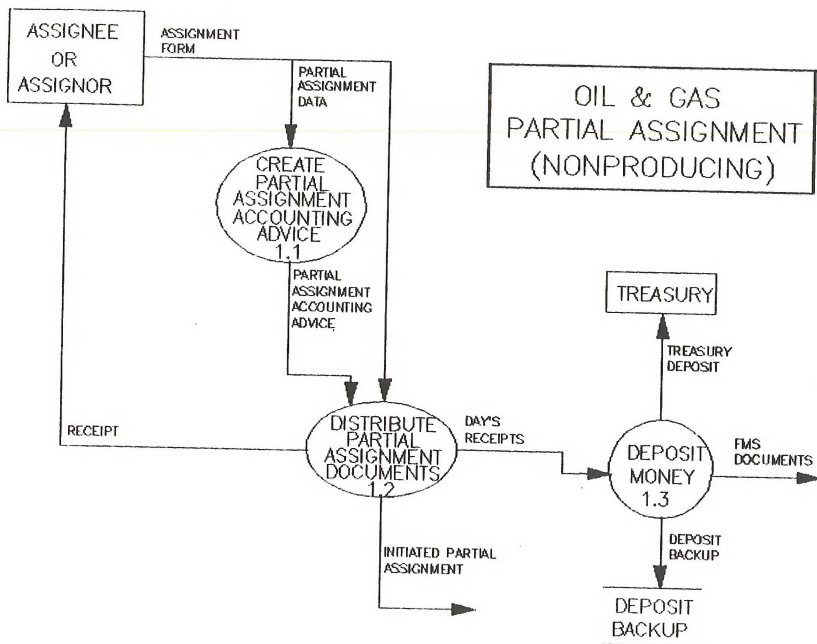 ASSIGNEE
OR
ASSIGNOR
ASSIGNMENT
FORM
PARTIAL
ASSIGNMENT
DATA
OIL & GAS
PARTIAL ASSIGNMENT
(NONPRODUCING)
CREATE
PARTIAL
ASSIGNMENT
ACCOUNTING
ADVICE
1.1
PARTIAL
ASSIGNMENT
ACCOUNTING
ADVICE
TREASURY
TREASURY
DEPOSIT
RECEIPT
DISTRIBUTE
PARTIAL
ASSIGNMENT
DOCUMENTS
1.2
DAY'S
RECEIPTS
DEPOSIT
MONEY
1.3
FMS
DOCUMENTS
INITIATED PARTIAL
ASSIGNMENT
DEPOSIT
BACKUP
DEPOSIT
BACKUP